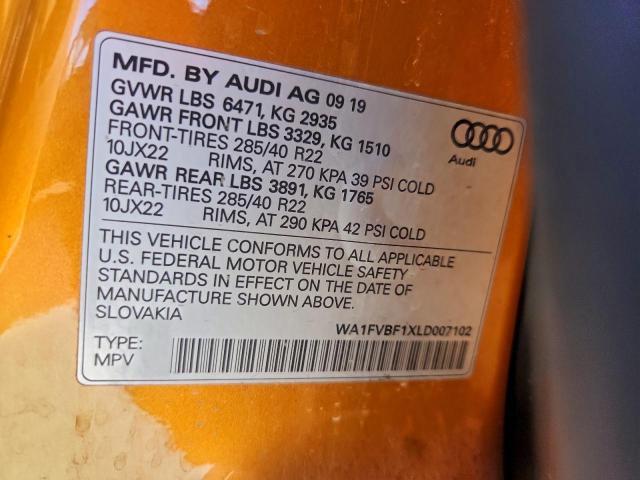 MFD. BY AUDI AG 09 19
GVWR LBS 6471, KG 2935
GAWR FRONT LBS 3329, KG 1510
FRONT-TIRES 285/40 R22
10JX22 RIMS, AT 270 KPA 39 PSI COLD
GAWR REAR LBS 3891, KG 1765
REAR-TIRES 285/40 R22
10JX22 RIMS, AT 290 KPA 42 PSI COLD
Audi
THIS VEHICLE CONFORMS TO ALL APPLICABLE
U.S. FEDERAL MOTOR VEHICLE SAFETY
STANDARDS IN EFFECT ON THE DATE OF
MANUFACTURE SHOWN ABOVE.
SLOVAKIA
WA1FVBF1XLD007102
TYPE:
MPV